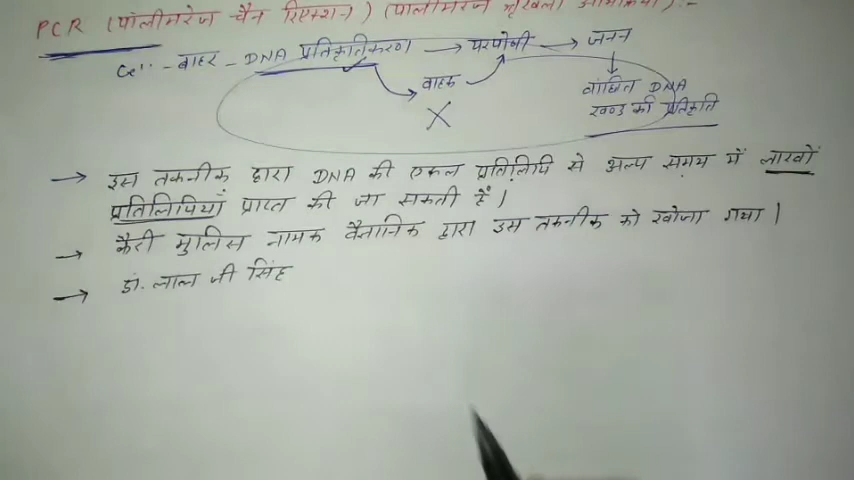 PCR (पॉलीमरेज चैन रिएक्शन) (पॉलीमरेज शृंखला अभिक्रिया) :-
बाहर - DNA प्रतिकृतिकरण → परपोषी → जनन
वाहक
वांछित DNA
खण्ड की प्रतिकृति
→ इस तकनीक द्वारा DNA की एकल प्रतिलिपि से अल्प समय में लाखों
प्रतिलिपियाँ प्राप्त की जा सकती हैं।
→ कैरी मुलिस नामक वैज्ञानिक द्वारा इस तकनीक को खोजा गया।
→ डॉ. लाल जी सिंह